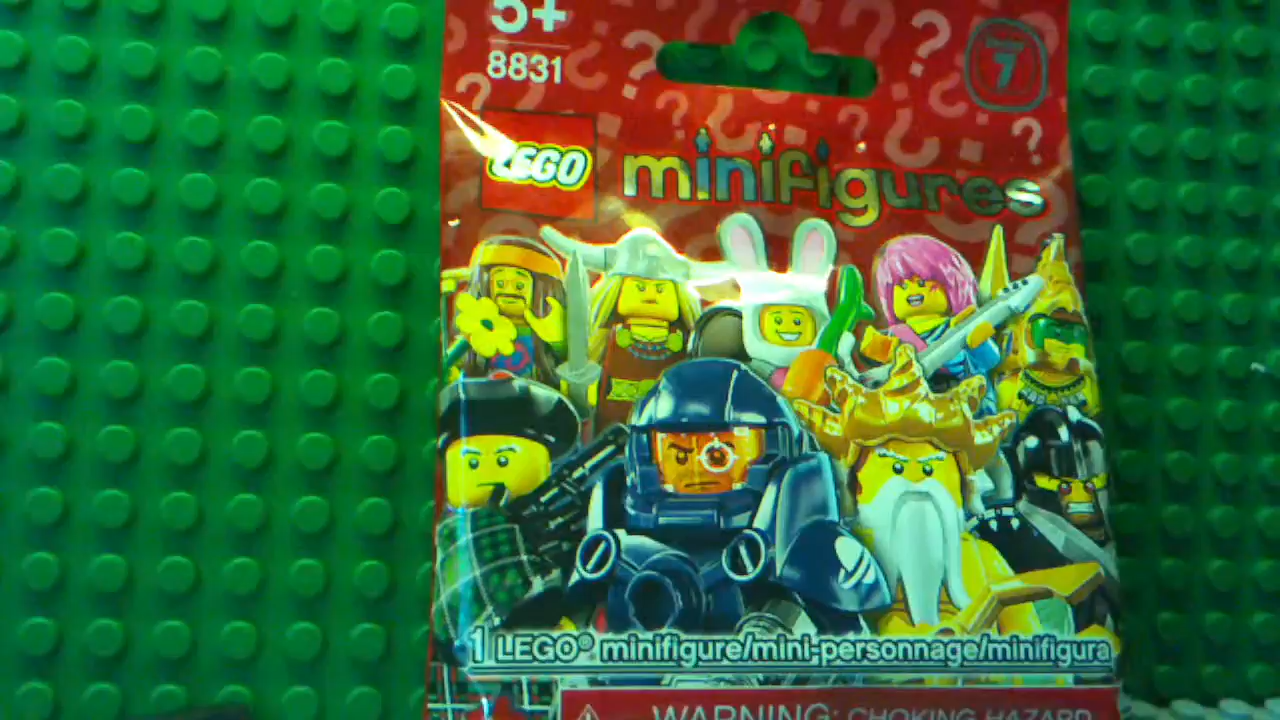 5+
8831
7
LEGO
minifigures
1 LEGO® minifigure/mini-personnage/minifigura
WARNING: CHOKING HAZARD